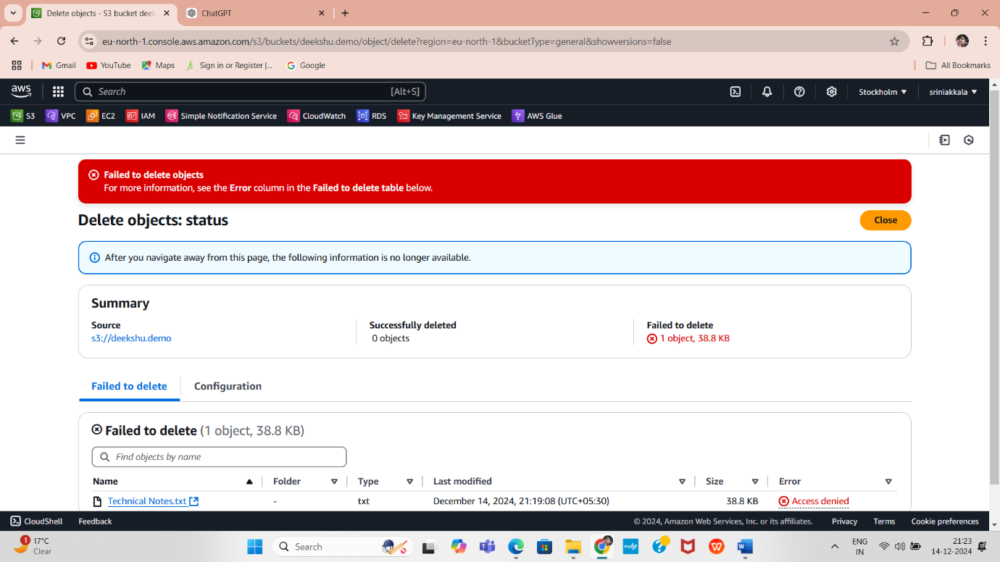 Delete objects - S3 bucket deek
ChatGPT
eu-north-1.console.aws.amazon.com/s3/buckets/deekshu.demo/object/delete?region=eu-north-1&bucketType=general&showversions=false
Gmail YouTube Maps Sign in or Register |... Google All Bookmarks
aws Search [Alt+S] Stockholm ▼ sriniakkala ▼
S3 VPC EC2 IAM Simple Notification Service CloudWatch RDS Key Management Service AWS Glue
Failed to delete objects
For more information, see the Error column in the Failed to delete table below.
Delete objects: status Close
After you navigate away from this page, the following information is no longer available.
Summary
Source Successfully deleted Failed to delete
s3://deekshu.demo 0 objects 1 object, 38.8 KB
Failed to delete Configuration
Failed to delete (1 object, 38.8 KB)
Find objects by name
Name Folder Type Last modified Size Error
Technical Notes.txt - txt December 14, 2024, 21:19:08 (UTC+05:30) 38.8 KB Access denied
CloudShell Feedback © 2024, Amazon Web Services, Inc. or its affiliates. Privacy Terms Cookie preferences
1 17°C
Clear
Search
ENG
IN
21:23
14-12-2024